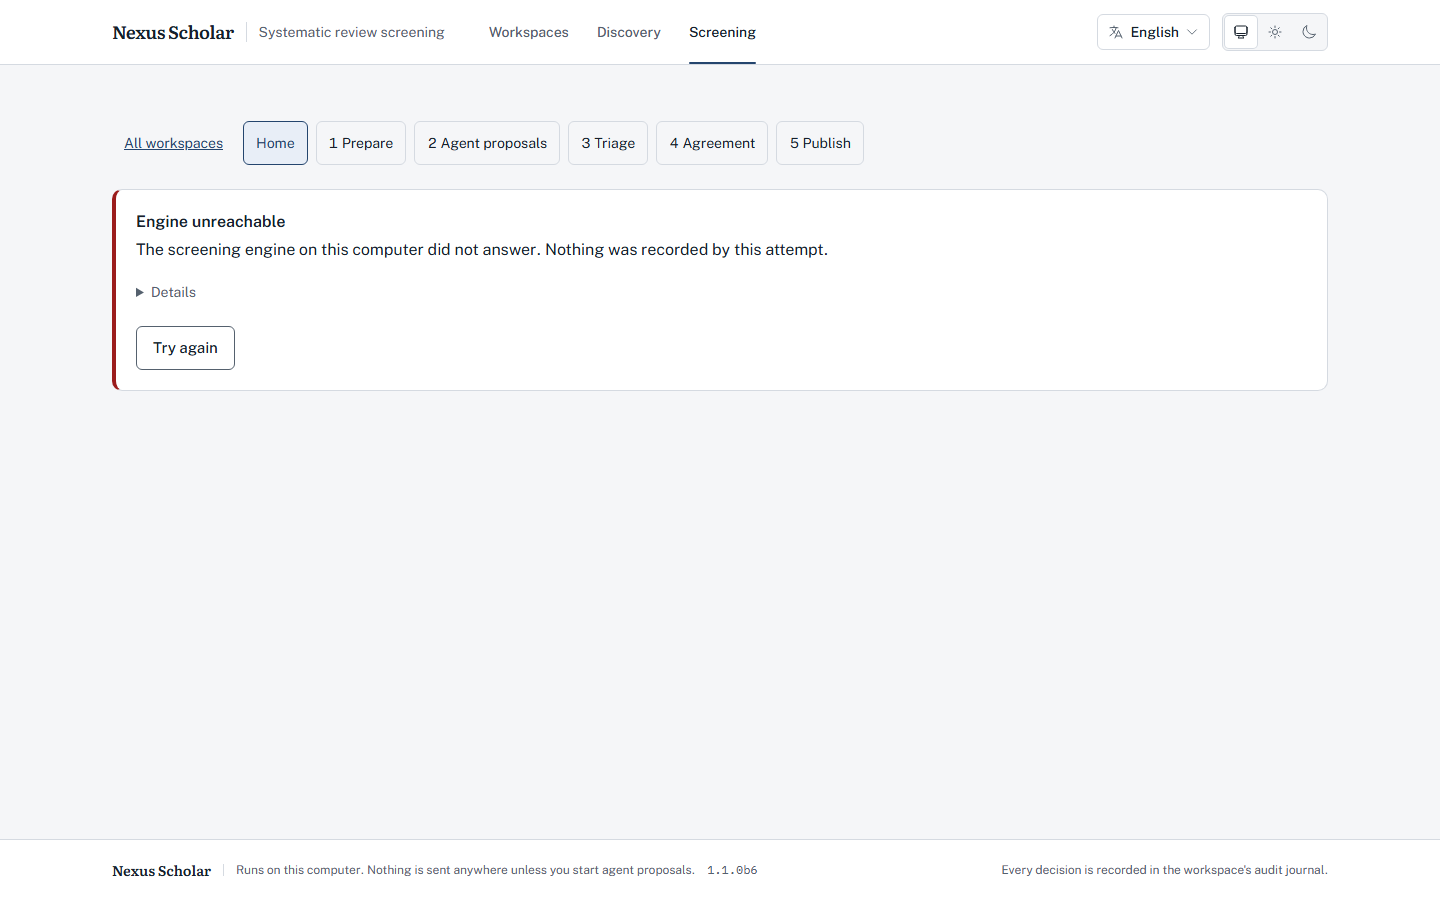 Nexus Scholar
Systematic review screening
Workspaces
Discovery
Screening
English
All workspaces
Home
1 Prepare
2 Agent proposals
3 Triage
4 Agreement
5 Publish
Engine unreachable
The screening engine on this computer did not answer. Nothing was recorded by this attempt.
Details
Try again
Nexus Scholar
Runs on this computer. Nothing is sent anywhere unless you start agent proposals.
1.1.0b6
Every decision is recorded in the workspace's audit journal.